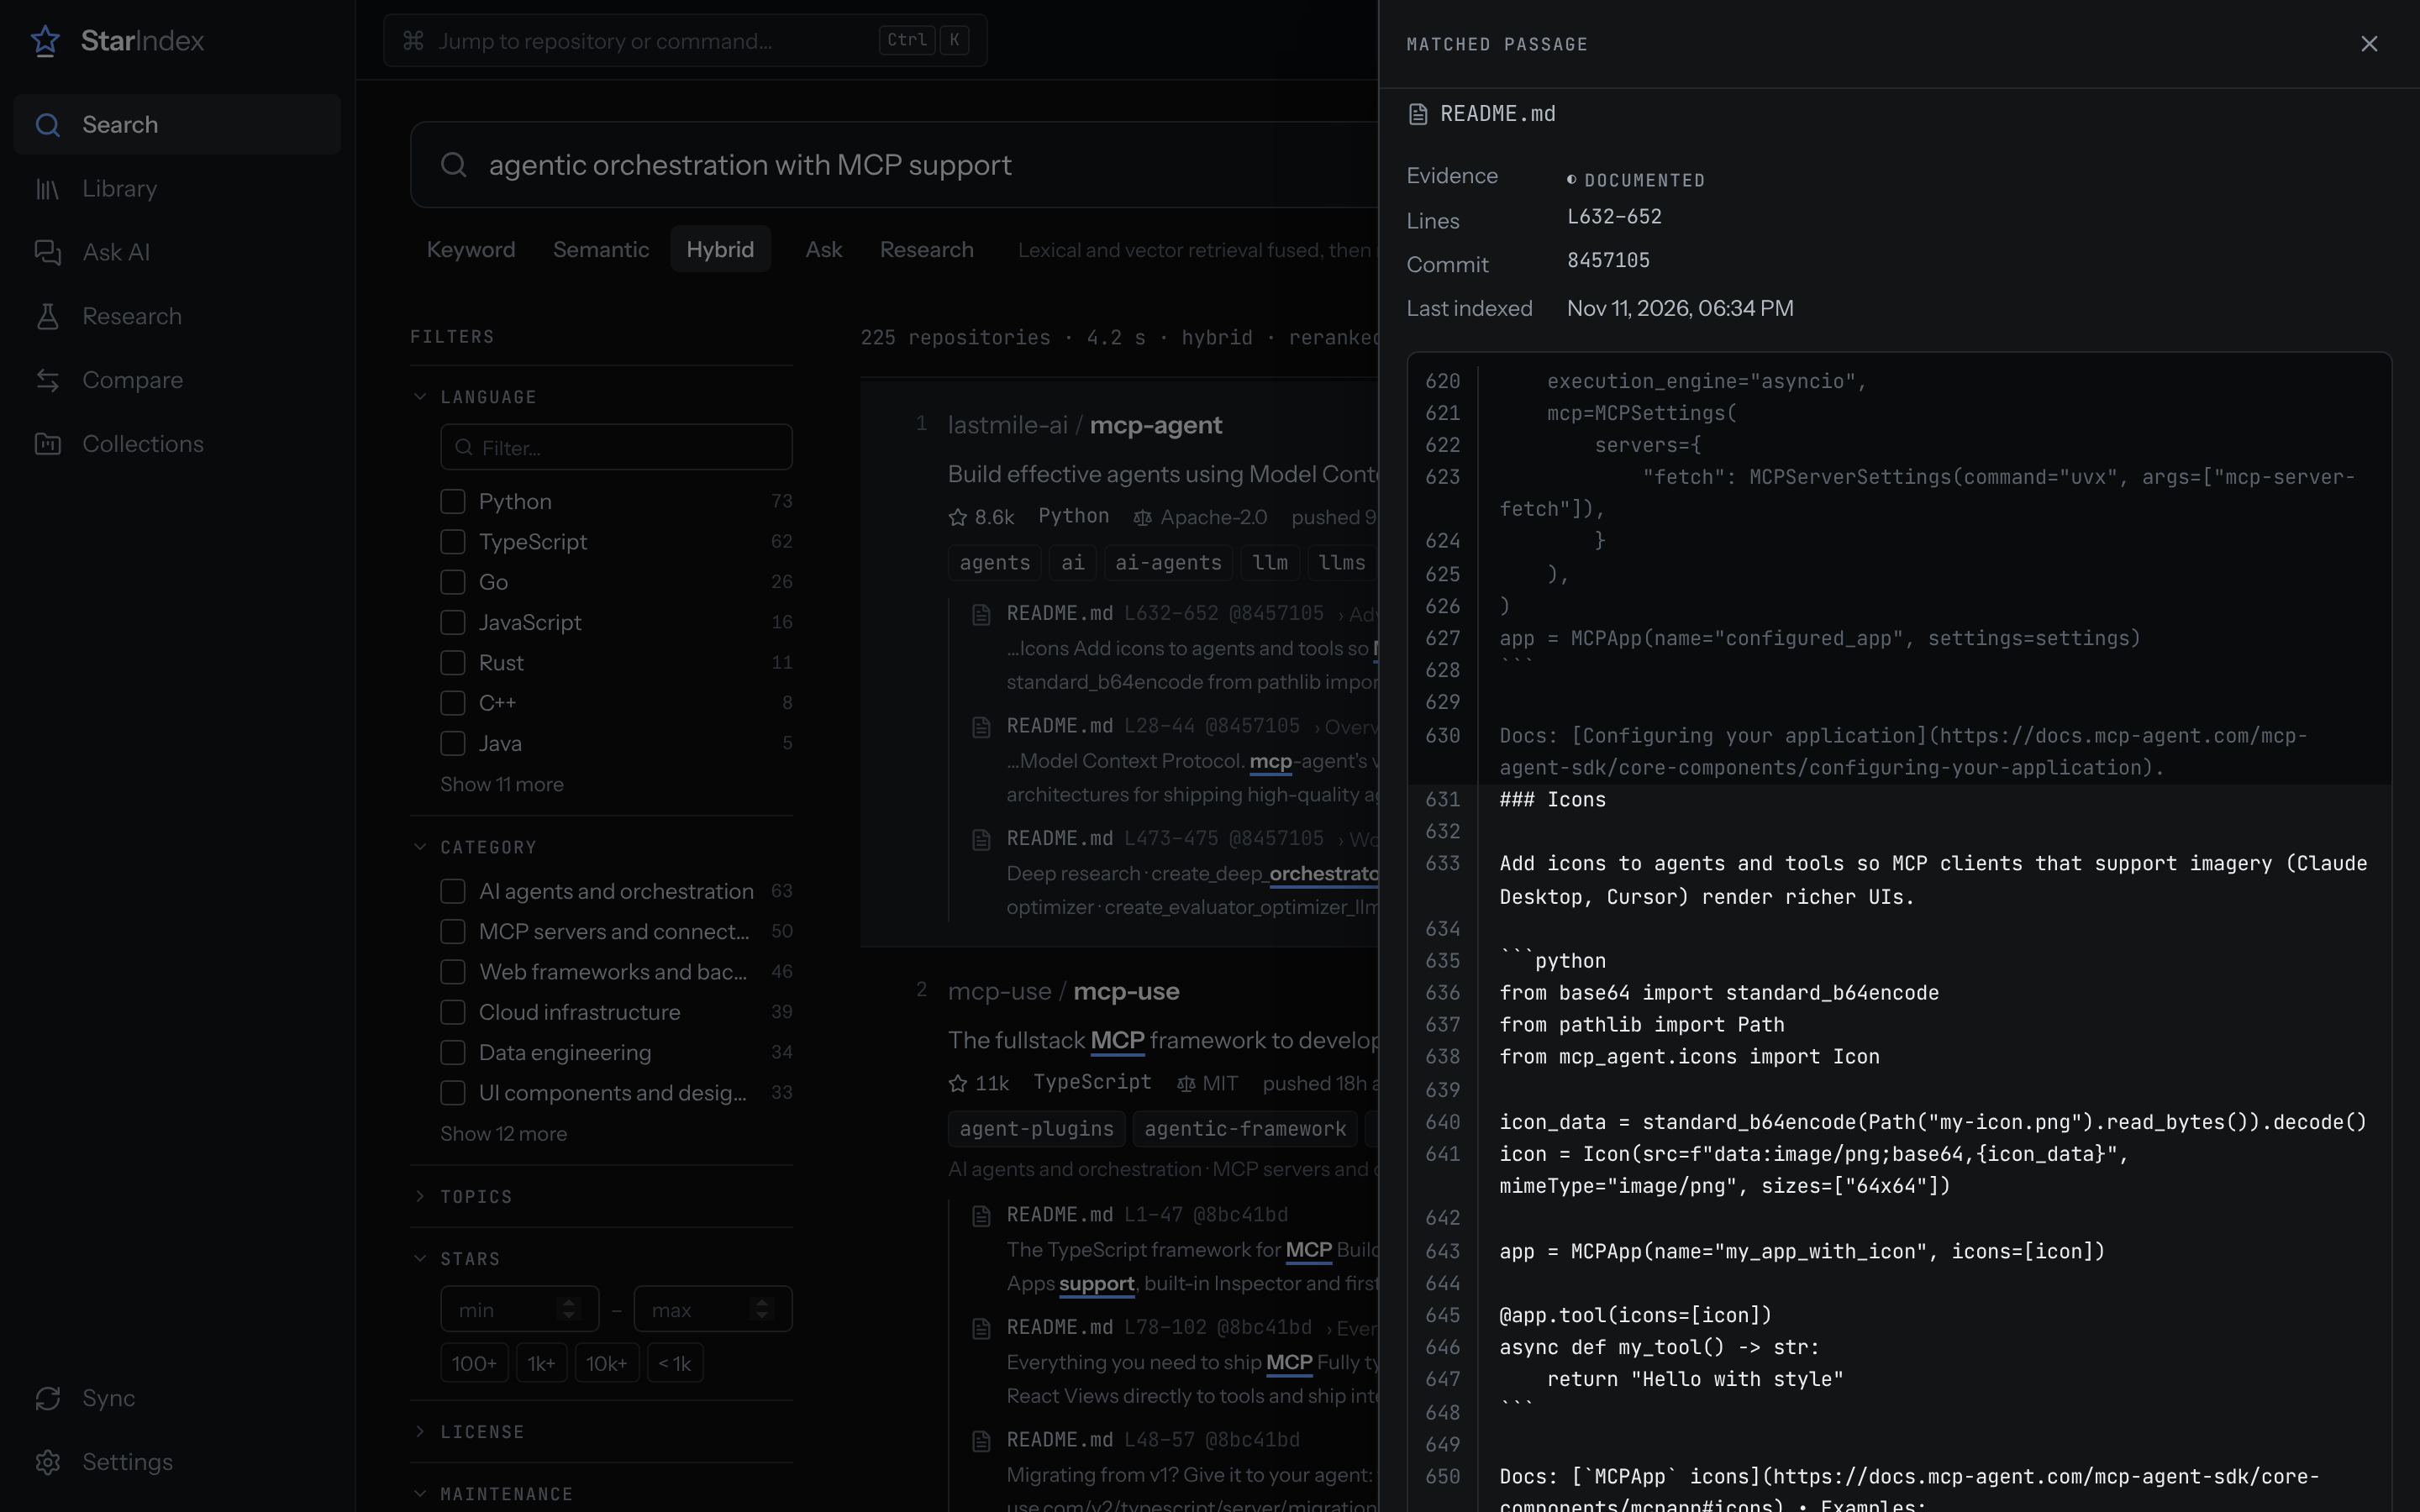 StarIndex
Search
Library
Ask AI
Research
Compare
Collections
Sync
Settings
Jump to repository or command...
Ctrl K
agentic orchestration with MCP support
Keyword Semantic Hybrid Ask Research Lexical and vector retrieval fused, then
FILTERS
LANGUAGE
Filter...
Python 73
TypeScript 62
Go 26
JavaScript 16
Rust 11
C++ 8
Java 5
Show 11 more
CATEGORY
AI agents and orchestration 63
MCP servers and connect... 50
Web frameworks and bac... 46
Cloud infrastructure 39
Data engineering 34
UI components and desig... 33
Show 12 more
TOPICS
STARS
min – max
100+ 1k+ 10k+ < 1k
LICENSE
MAINTENANCE
225 repositories · 4.2 s · hybrid · reranked
1 lastmile-ai / mcp-agent
Build effective agents using Model Conte
8.6k Python Apache-2.0 pushed 9
agents ai ai-agents llm llms
README.md L632–652 @8457105 › Adv
...Icons Add icons to agents and tools so
standard_b64encode from pathlib impor
README.md L28–44 @8457105 › Overv
...Model Context Protocol. mcp-agent's v
architectures for shipping high-quality ag
README.md L473–475 @8457105 › Wo
Deep research · create_deep_orchestrato
optimizer · create_evaluator_optimizer_llm
2 mcp-use / mcp-use
The fullstack MCP framework to develop
11k TypeScript MIT pushed 18h a
agent-plugins agentic-framework
AI agents and orchestration · MCP servers and c
README.md L1–47 @8bc41bd
The TypeScript framework for MCP Build
Apps support, built-in Inspector and first
README.md L78–102 @8bc41bd › Ever
Everything you need to ship MCP Fully ty
React Views directly to tools and ship inte
README.md L48–57 @8bc41bd
Migrating from v1? Give it to your agent:
use.com/v2/typescript/server/migration
MATCHED PASSAGE
README.md
Evidence DOCUMENTED
Lines L632–652
Commit 8457105
Last indexed Nov 11, 2026, 06:34 PM
620     execution_engine="asyncio",
621     mcp=MCPSettings(
622         servers={
623             "fetch": MCPServerSettings(command="uvx", args=["mcp-server-
fetch"]),
624         }
625     ),
626 )
627 app = MCPApp(name="configured_app", settings=settings)
628 ```
629
630 Docs: [Configuring your application](https://docs.mcp-agent.com/mcp-
agent-sdk/core-components/configuring-your-application).
631 ### Icons
632
633 Add icons to agents and tools so MCP clients that support imagery (Claude
Desktop, Cursor) render richer UIs.
634
635 ```python
636 from base64 import standard_b64encode
637 from pathlib import Path
638 from mcp_agent.icons import Icon
639
640 icon_data = standard_b64encode(Path("my-icon.png").read_bytes()).decode()
641 icon = Icon(src=f"data:image/png;base64,{icon_data}",
mimeType="image/png", sizes=["64x64"])
642
643 app = MCPApp(name="my_app_with_icon", icons=[icon])
644
645 @app.tool(icons=[icon])
646 async def my_tool() -> str:
647     return "Hello with style"
648 ```
649
650 Docs: [`MCPApp` icons](https://docs.mcp-agent.com/mcp-agent-sdk/core-
components/mcpapp#icons) • Examples: